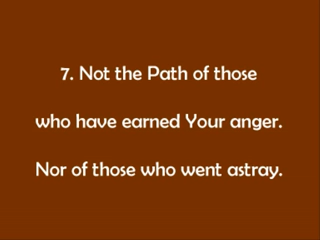 7. Not the Path of those
who have earned Your anger.
Nor of those who went astray.